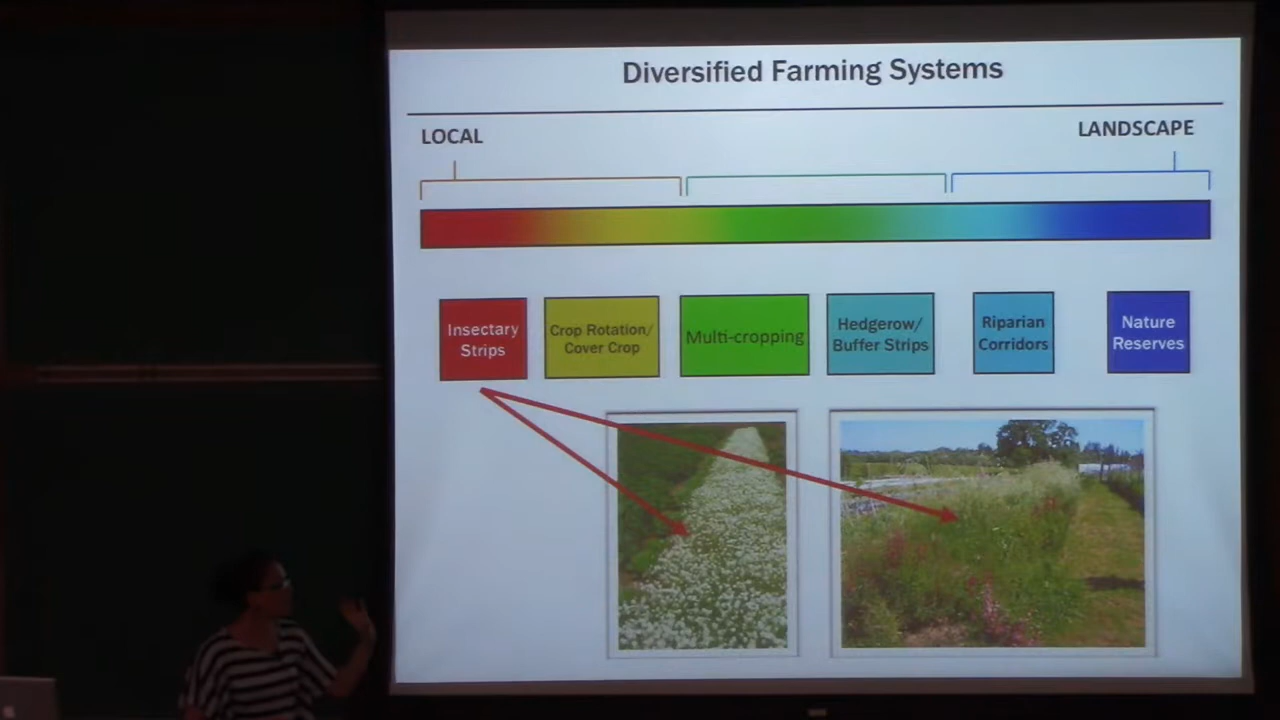 Diversified Farming Systems
LOCAL
LANDSCAPE
Insectary
Strips
Crop Rotation/
Cover Crop
Multi-cropping
Hedgerow/
Buffer Strips
Riparian
Corridors
Nature
Reserves